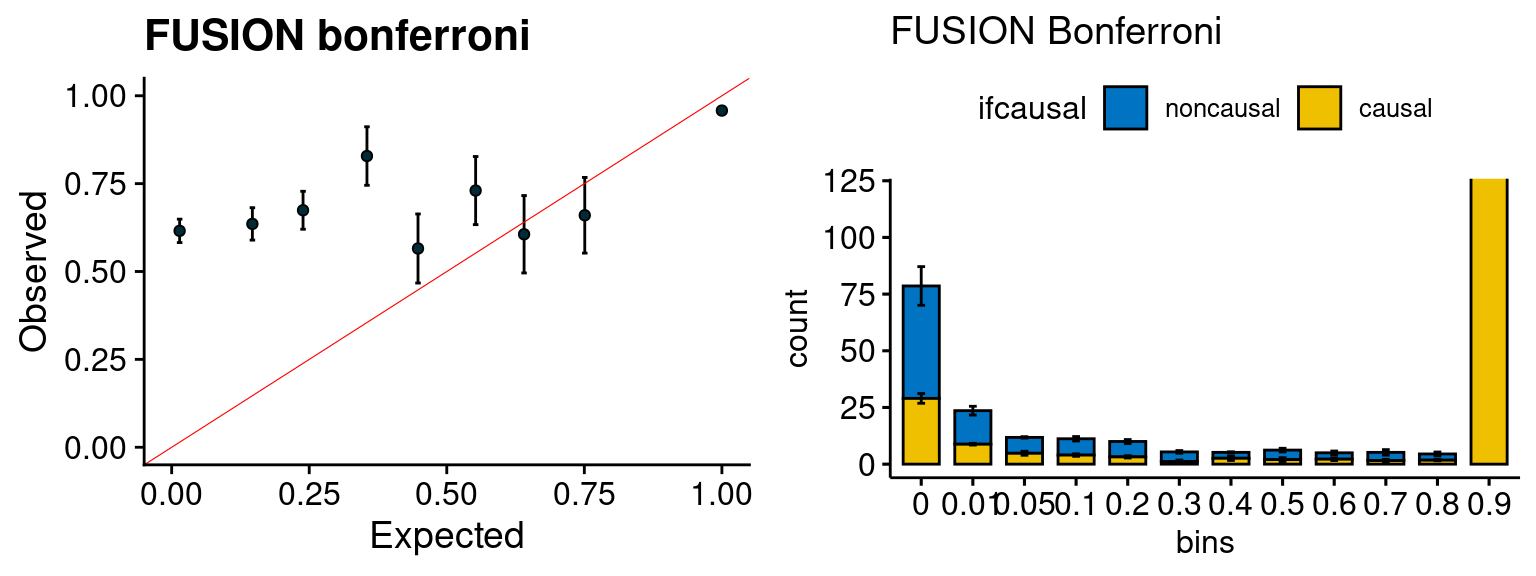 FUSION bonferroni
1.00
0.75
0.50
0.25
0.00
Observed
0.00 0.25 0.50 0.75 1.00
Expected
FUSION Bonferroni
ifcausal noncausal causal
125
100
75
50
25
0
count
0 0.01 0.05 0.1 0.2 0.3 0.4 0.5 0.6 0.7 0.8 0.9
bins